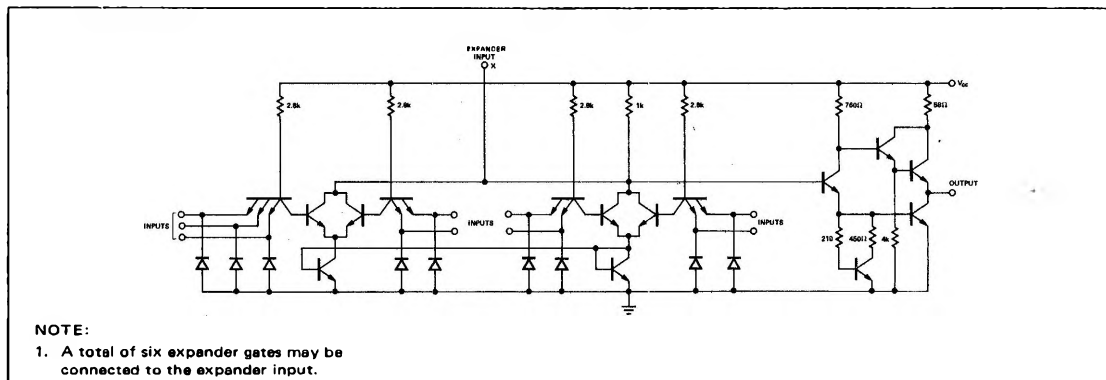 EXPANDER
INPUT
X
Vcc
2.8k
2.8k
2.8k
1k
2.8k
760Ω
58Ω
OUTPUT
INPUTS
INPUTS
INPUTS
210
450Ω
4k
NOTE:
1. A total of six expander gates may be
connected to the expander input.